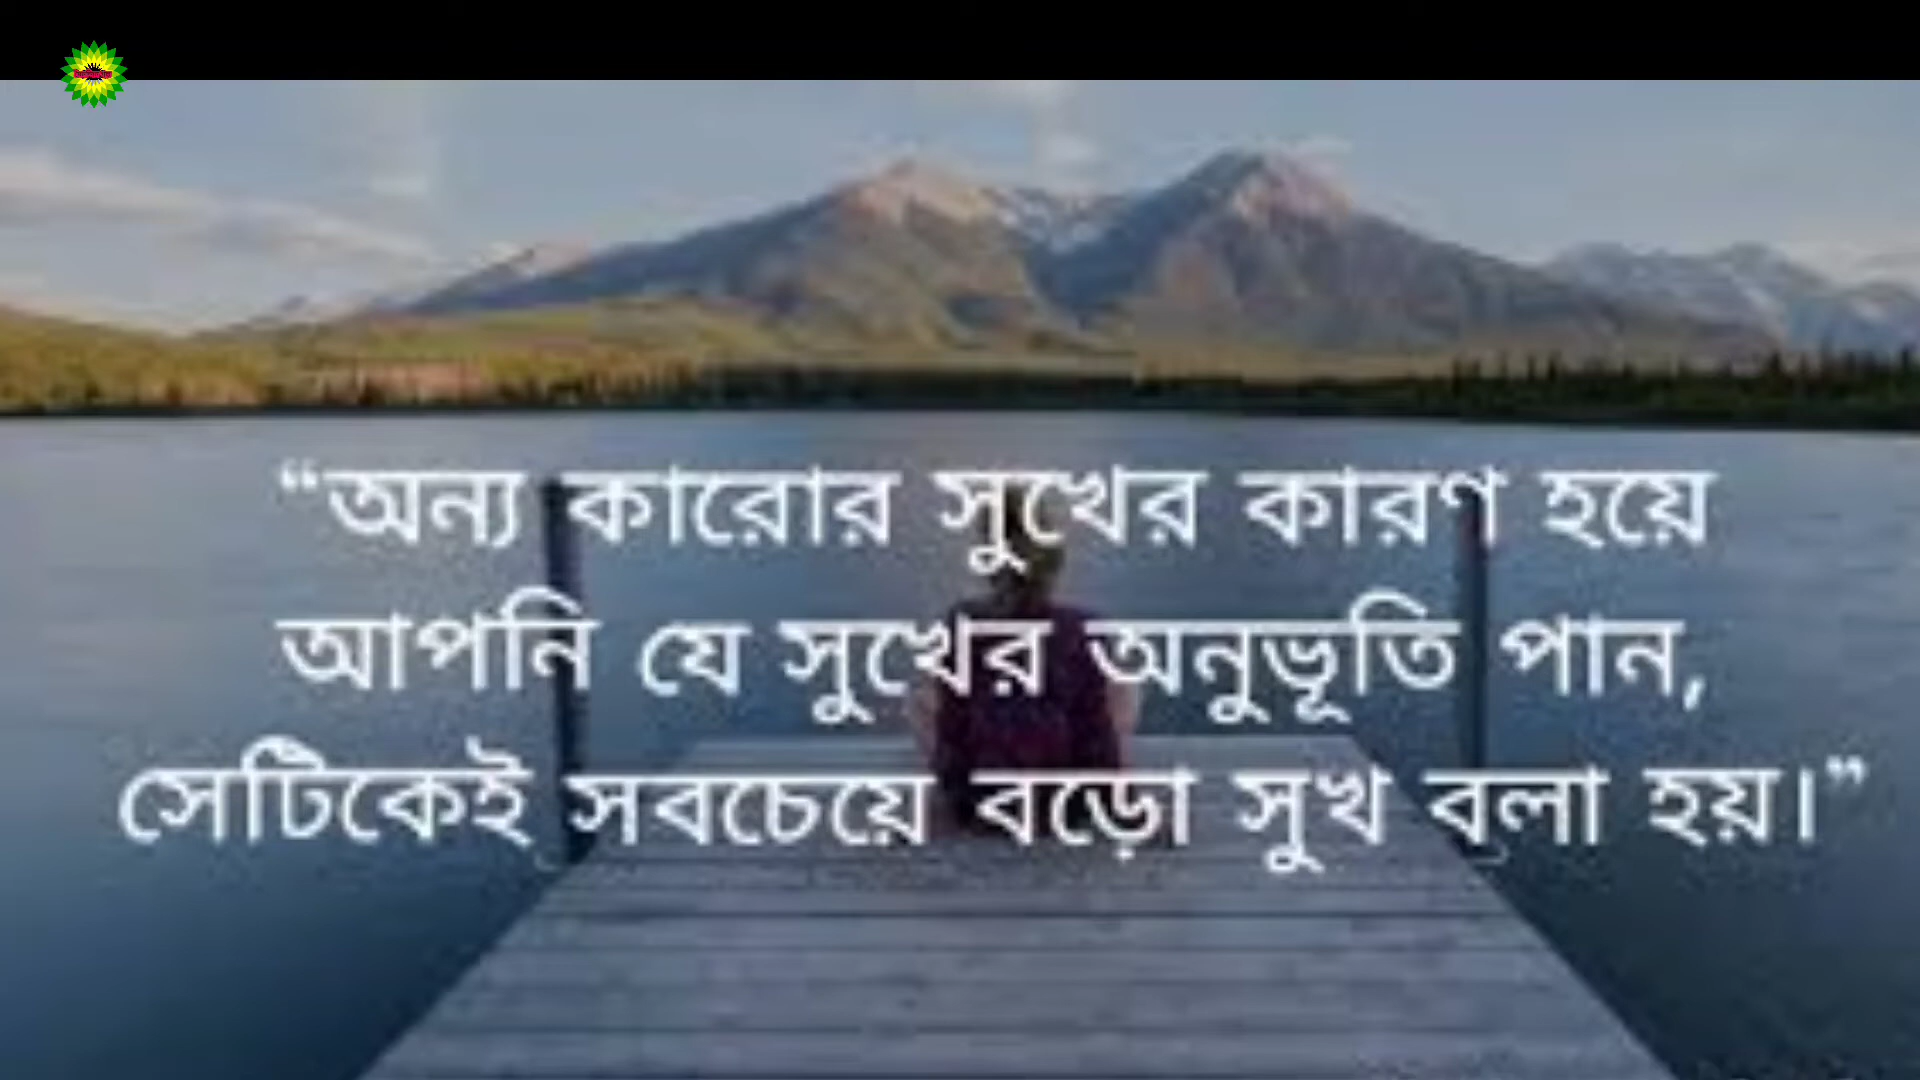 “অন্য কারোর সুখের কারণ হয়ে
আপনি যে সুখের অনুভূতি পান,
সেটিকেই সবচেয়ে বড়ো সুখ বলা হয়।”